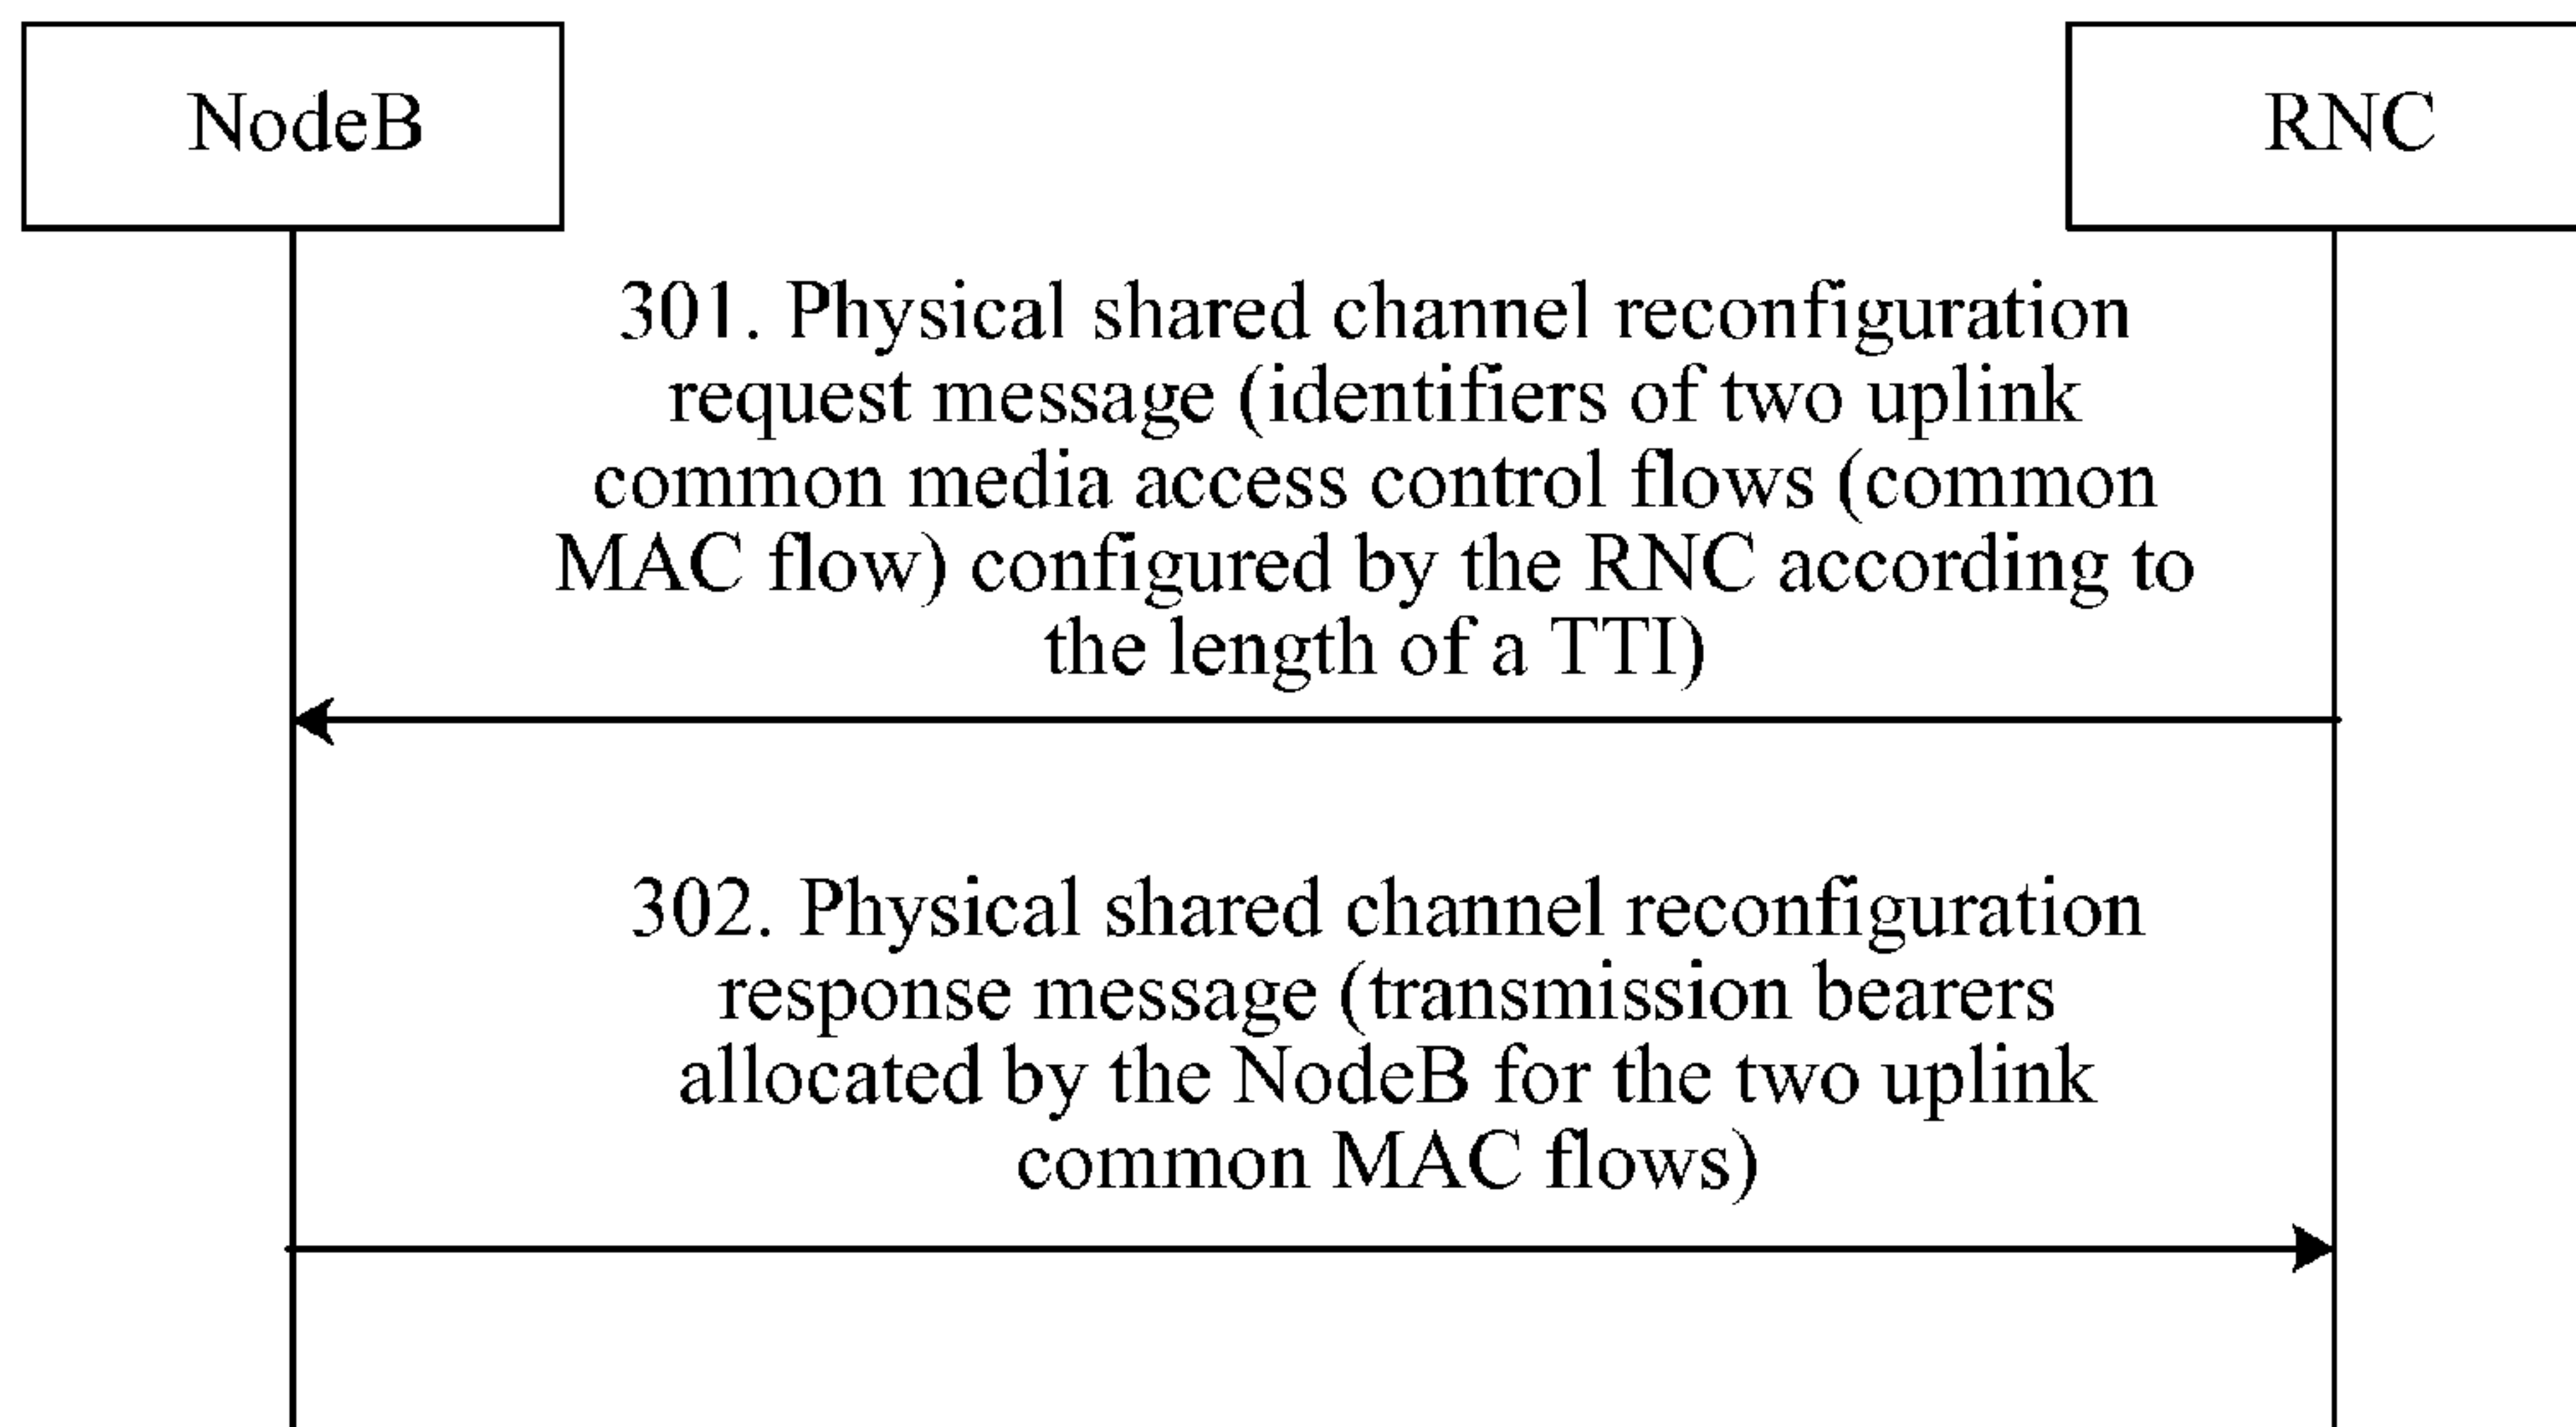 NodeB
RNC
301. Physical shared channel reconfiguration
request message (identifiers of two uplink
common media access control flows (common
MAC flow) configured by the RNC according to
the length of a TTI)
302. Physical shared channel reconfiguration
response message (transmission bearers
allocated by the NodeB for the two uplink
common MAC flows)